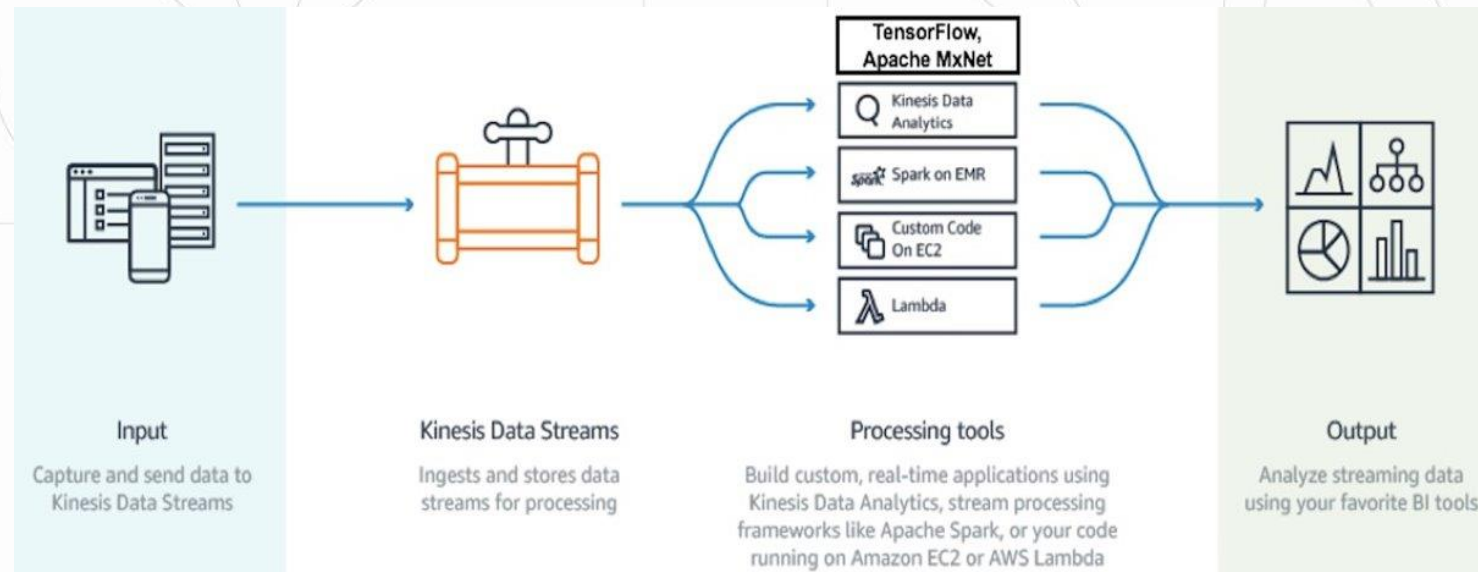 TensorFlow,
Apache MxNet
Kinesis Data
Analytics
Spark Spark on EMR
Custom Code
On EC2
λ Lambda
Input
Capture and send data to
Kinesis Data Streams
Kinesis Data Streams
Ingests and stores data
streams for processing
Processing tools
Build custom, real-time applications using
Kinesis Data Analytics, stream processing
frameworks like Apache Spark, or your code
running on Amazon EC2 or AWS Lambda
Output
Analyze streaming data
using your favorite BI tools